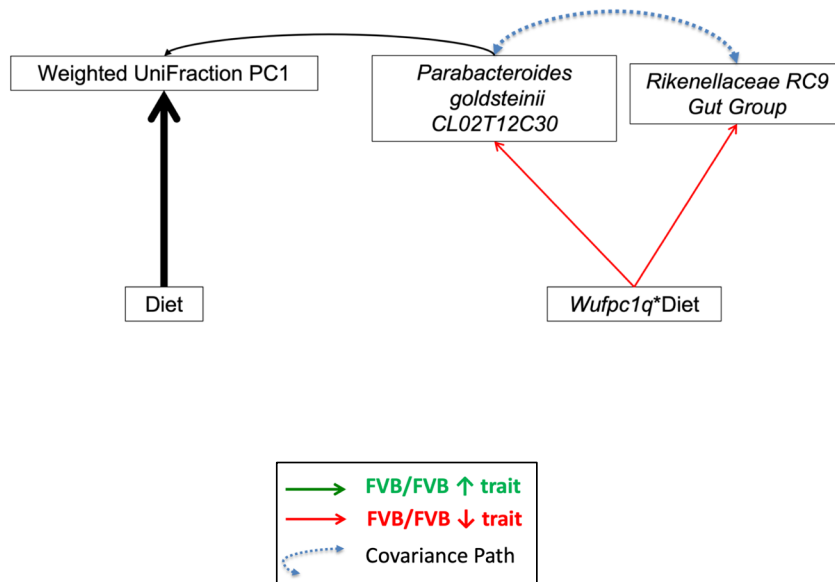 Weighted UniFraction PC1
Parabacteroides
goldsteinii
CL02T12C30
Rikenellaceae RC9
Gut Group
Diet
Wufpc1q*Diet
FVB/FVB ↑ trait
FVB/FVB ↓ trait
Covariance Path